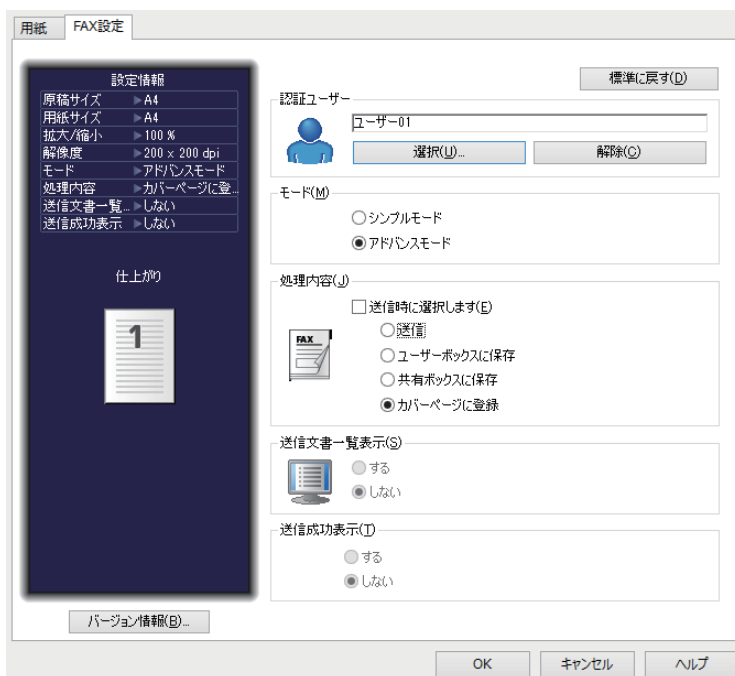 用紙
FAX設定
設定情報
原稿サイズ ▶A4
用紙サイズ ▶A4
拡大/縮小 ▶100 %
解像度 ▶200 x 200 dpi
モード ▶アドバンスモード
処理内容 ▶カバーページに登...
送信文書一覧... ▶しない
送信成功表示 ▶しない
仕上がり
1
バージョン情報(B)...
標準に戻す(D)
認証ユーザー
ユーザー01
選択(U)...
解除(C)
モード(M)
シンプルモード
アドバンスモード
処理内容(J)
送信時に選択します(E)
FAX
送信
ユーザーボックスに保存
共有ボックスに保存
カバーページに登録
送信文書一覧表示(S)
する
しない
送信成功表示(T)
する
しない
OK
キャンセル
ヘルプ